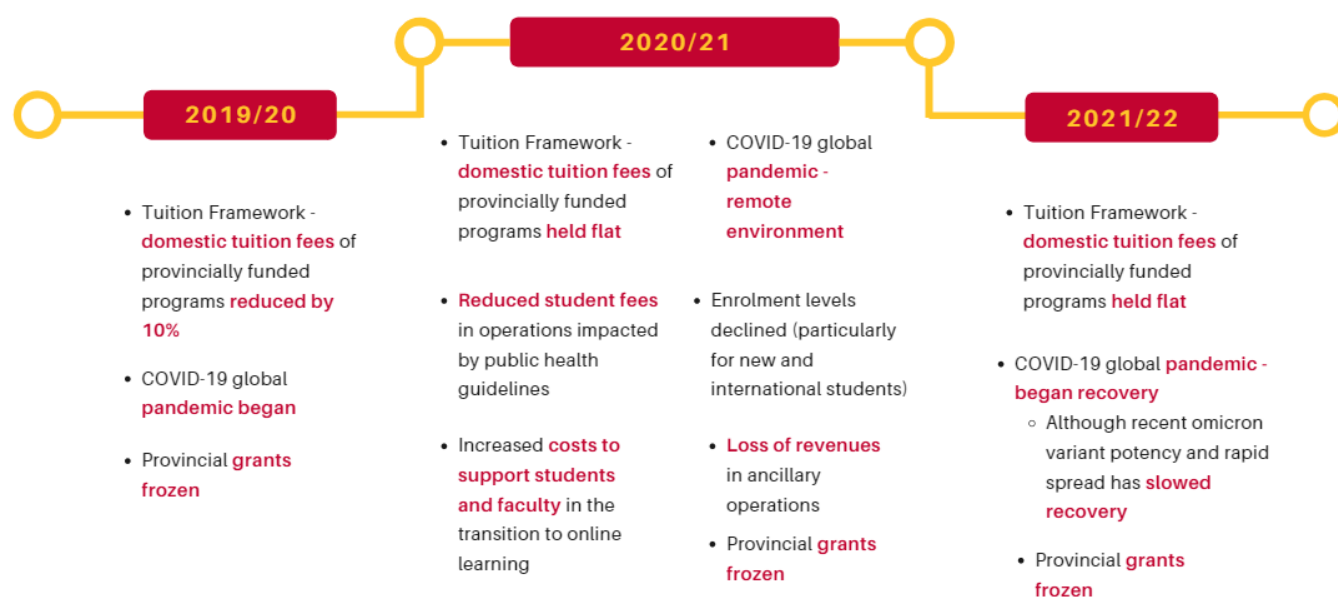 2019/20
• Tuition Framework -
domestic tuition fees of
provincially funded
programs reduced by
10%
• COVID-19 global
pandemic began
• Provincial grants
frozen
2020/21
• Tuition Framework -
domestic tuition fees of
provincially funded
programs held flat
• Reduced student fees
in operations impacted
by public health
guidelines
• Increased costs to
support students
and faculty in the
transition to online
learning
• COVID-19 global
pandemic -
remote
environment
• Enrolment levels
declined (particularly
for new and
international students)
• Loss of revenues
in ancillary
operations
• Provincial grants
frozen
2021/22
• Tuition Framework -
domestic tuition fees of
provincially funded
programs held flat
• COVID-19 global pandemic -
began recovery
○ Although recent omicron
variant potency and rapid
spread has slowed
recovery
• Provincial grants
frozen